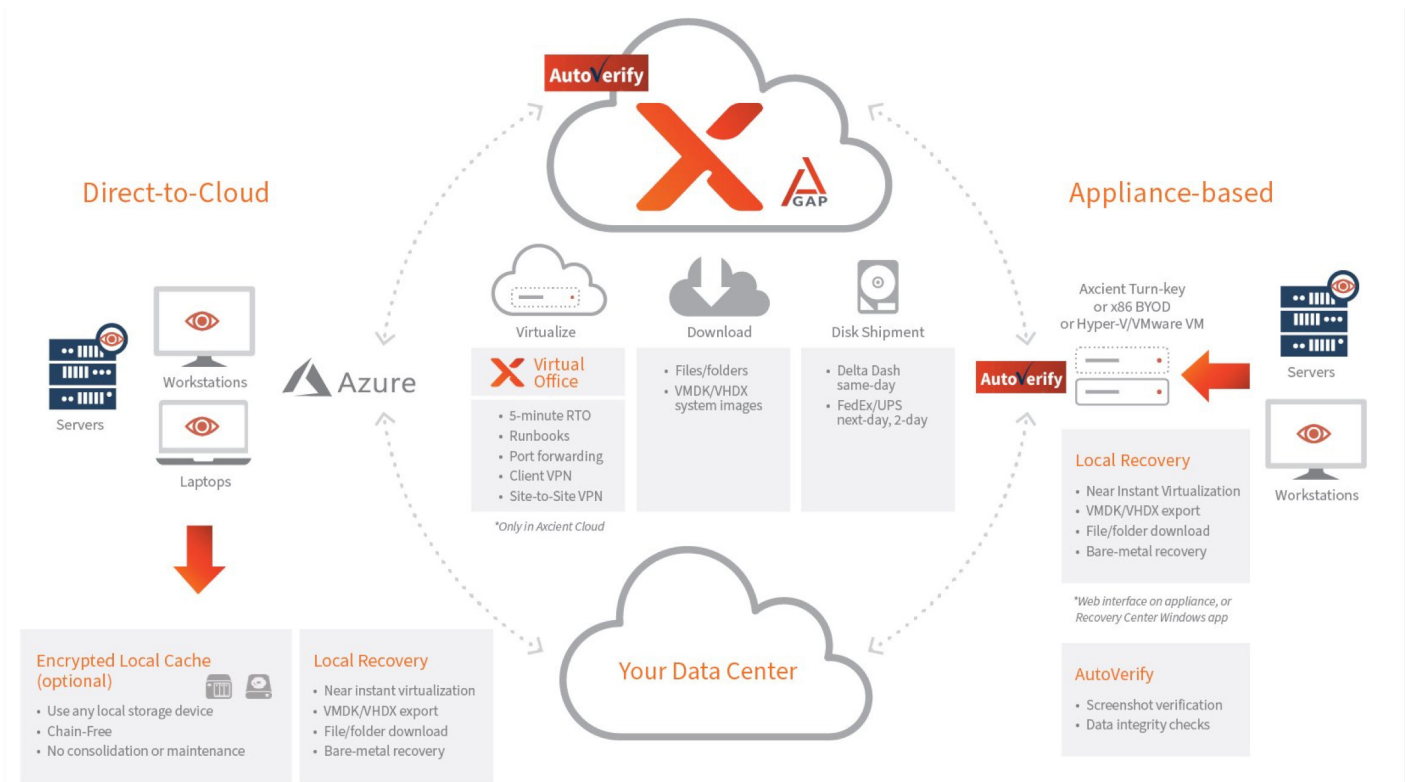 AutoVerify
X
GAP
Direct-to-Cloud
Servers
Workstations
Laptops
Azure
Encrypted Local Cache
(optional)
• Use any local storage device
• Chain-Free
• No consolidation or maintenance
Local Recovery
• Near instant virtualization
• VMDK/VHDX export
• File/folder download
• Bare-metal recovery
Virtualize
X Virtual
Office
• 5-minute RTO
• Runbooks
• Port forwarding
• Client VPN
• Site-to-Site VPN
*Only in Axcient Cloud
Download
• Files/folders
• VMDK/VHDX
system images
Disk Shipment
• Delta Dash
same-day
• FedEx/UPS
next-day, 2-day
Your Data Center
Appliance-based
Axcient Turn-key
or x86 BYOD
or Hyper-V/VMware VM
AutoVerify
Servers
Workstations
Local Recovery
• Near Instant Virtualization
• VMDK/VHDX export
• File/folder download
• Bare-metal recovery
*Web interface on appliance, or
Recovery Center Windows app
AutoVerify
• Screenshot verification
• Data integrity checks